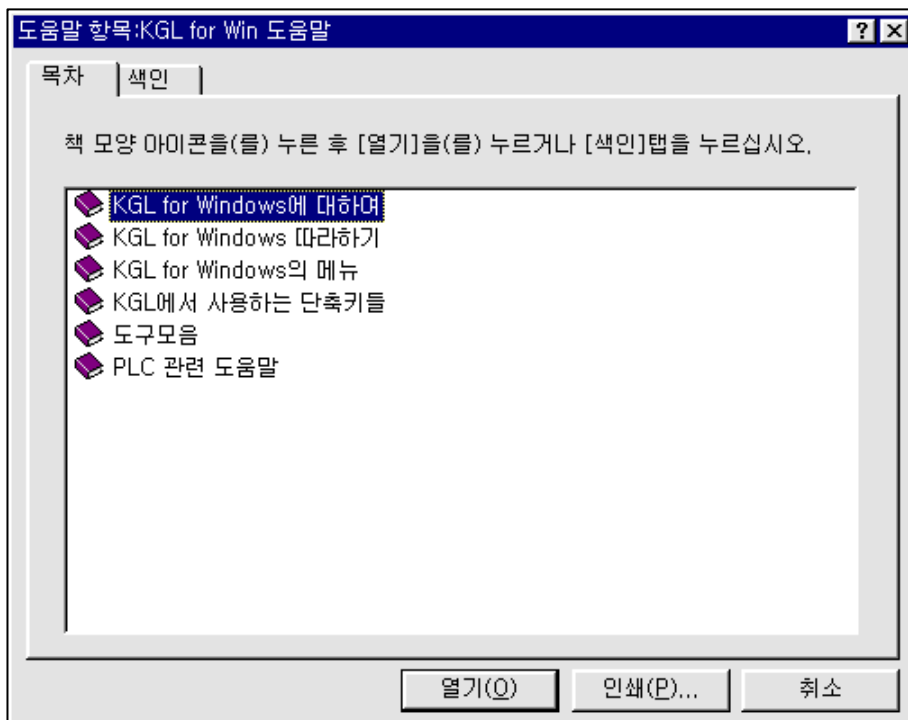 도움말 항목:KGL for Win 도움말
목차 색인
책 모양 아이콘을(를) 누른 후 [열기]을(를) 누르거나 [색인]탭을 누르십시오.
KGL for Windows에 대하여
KGL for Windows 따라하기
KGL for Windows의 메뉴
KGL에서 사용하는 단축키들
도구모음
PLC 관련 도움말
열기(O) 인쇄(P)... 취소